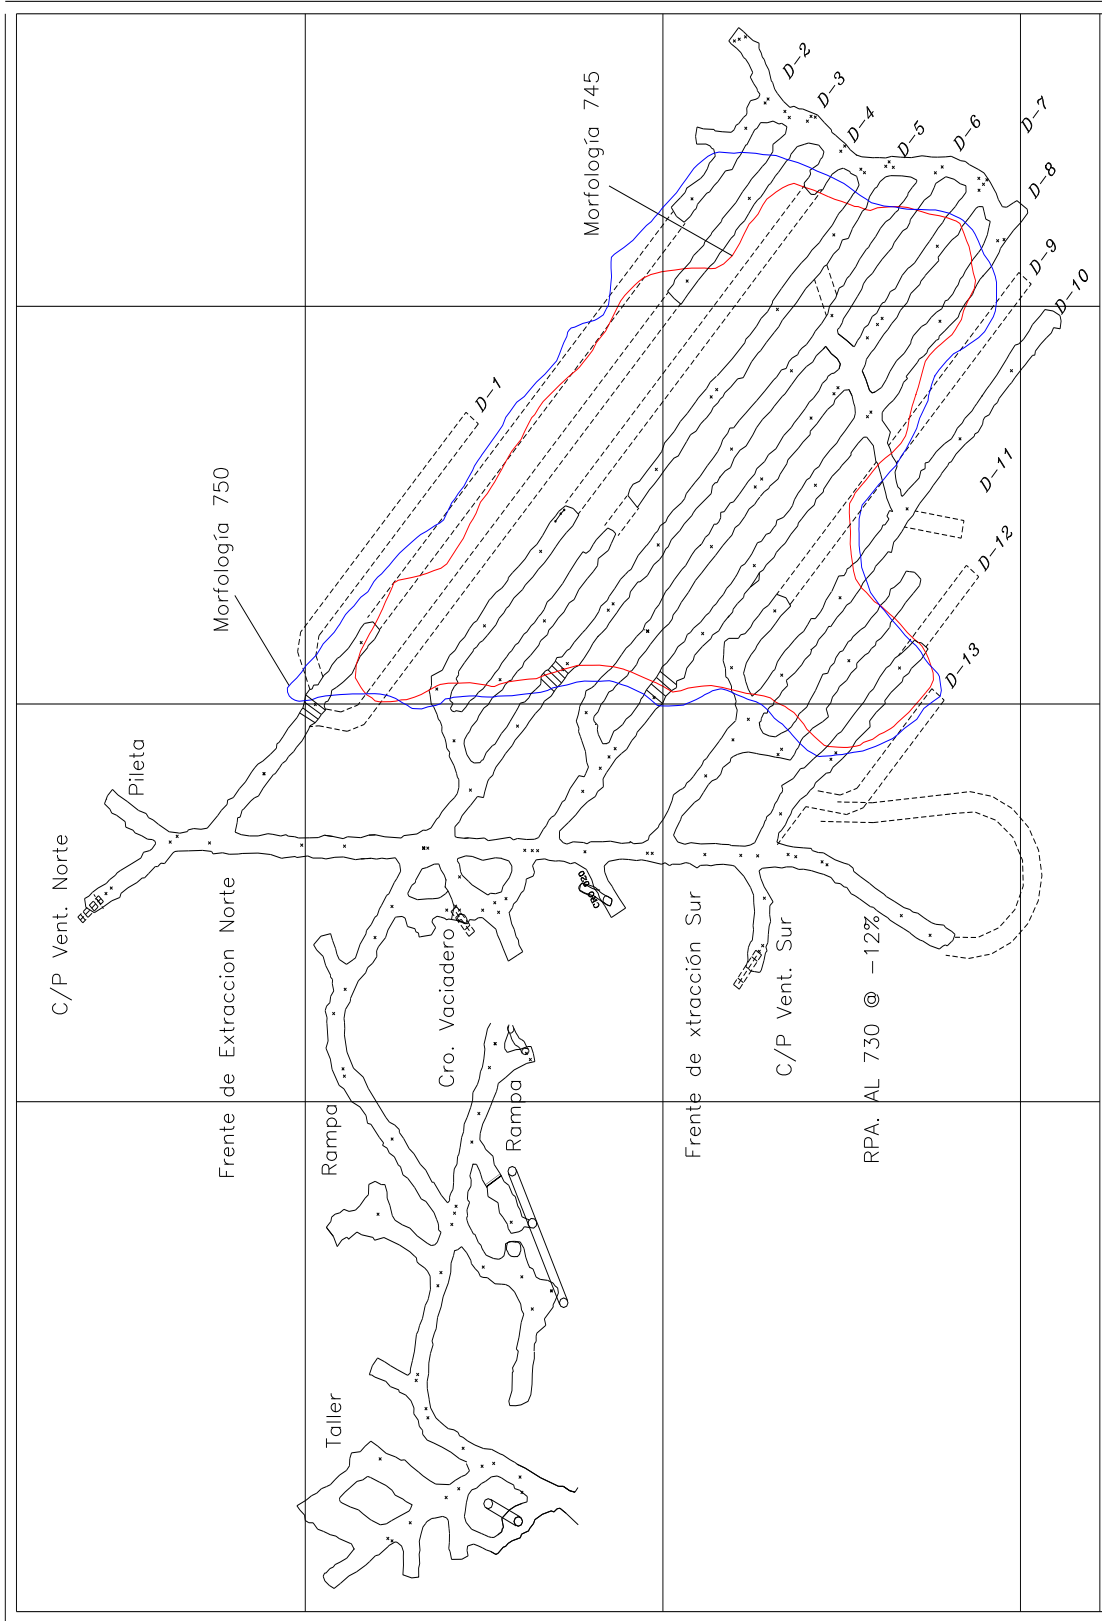 D-2
D-3
D-4
D-5
D-6
D-7
D-8
D-9
D-10
D-1
D-11
D-12
D-13
Morfología 745
Morfología 750
Pileta
C/P Vent. Norte
Frente de Extraccion Norte
Cro. Vaciadero
CBO 020
Frente de xtracción Sur
C/P Vent. Sur
RPA. AL 730 @ -12%
Rampa
Rampa
Taller